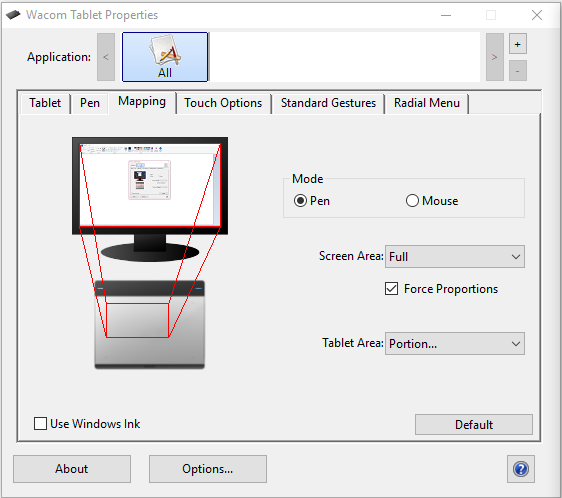 Wacom Tablet Properties
Application:
<
All
>
+
-
Tablet
Pen
Mapping
Touch Options
Standard Gestures
Radial Menu
Mode
Pen
Mouse
Screen Area:
Full
Force Proportions
Tablet Area:
Portion...
Use Windows Ink
Default
About
Options...
?